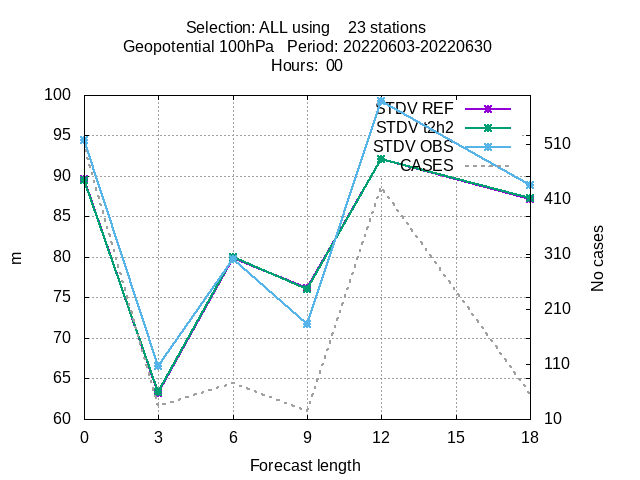 Selection: ALL using    23 stations
Geopotential 100hPa   Period: 20220603-20220630
Hours:  00
STDV REF
STDV t2h2
STDV OBS
CASES
100
95
90
85
80
75
70
65
60
m
510
410
310
210
110
10
No cases
0 3 6 9 12 15 18
Forecast length